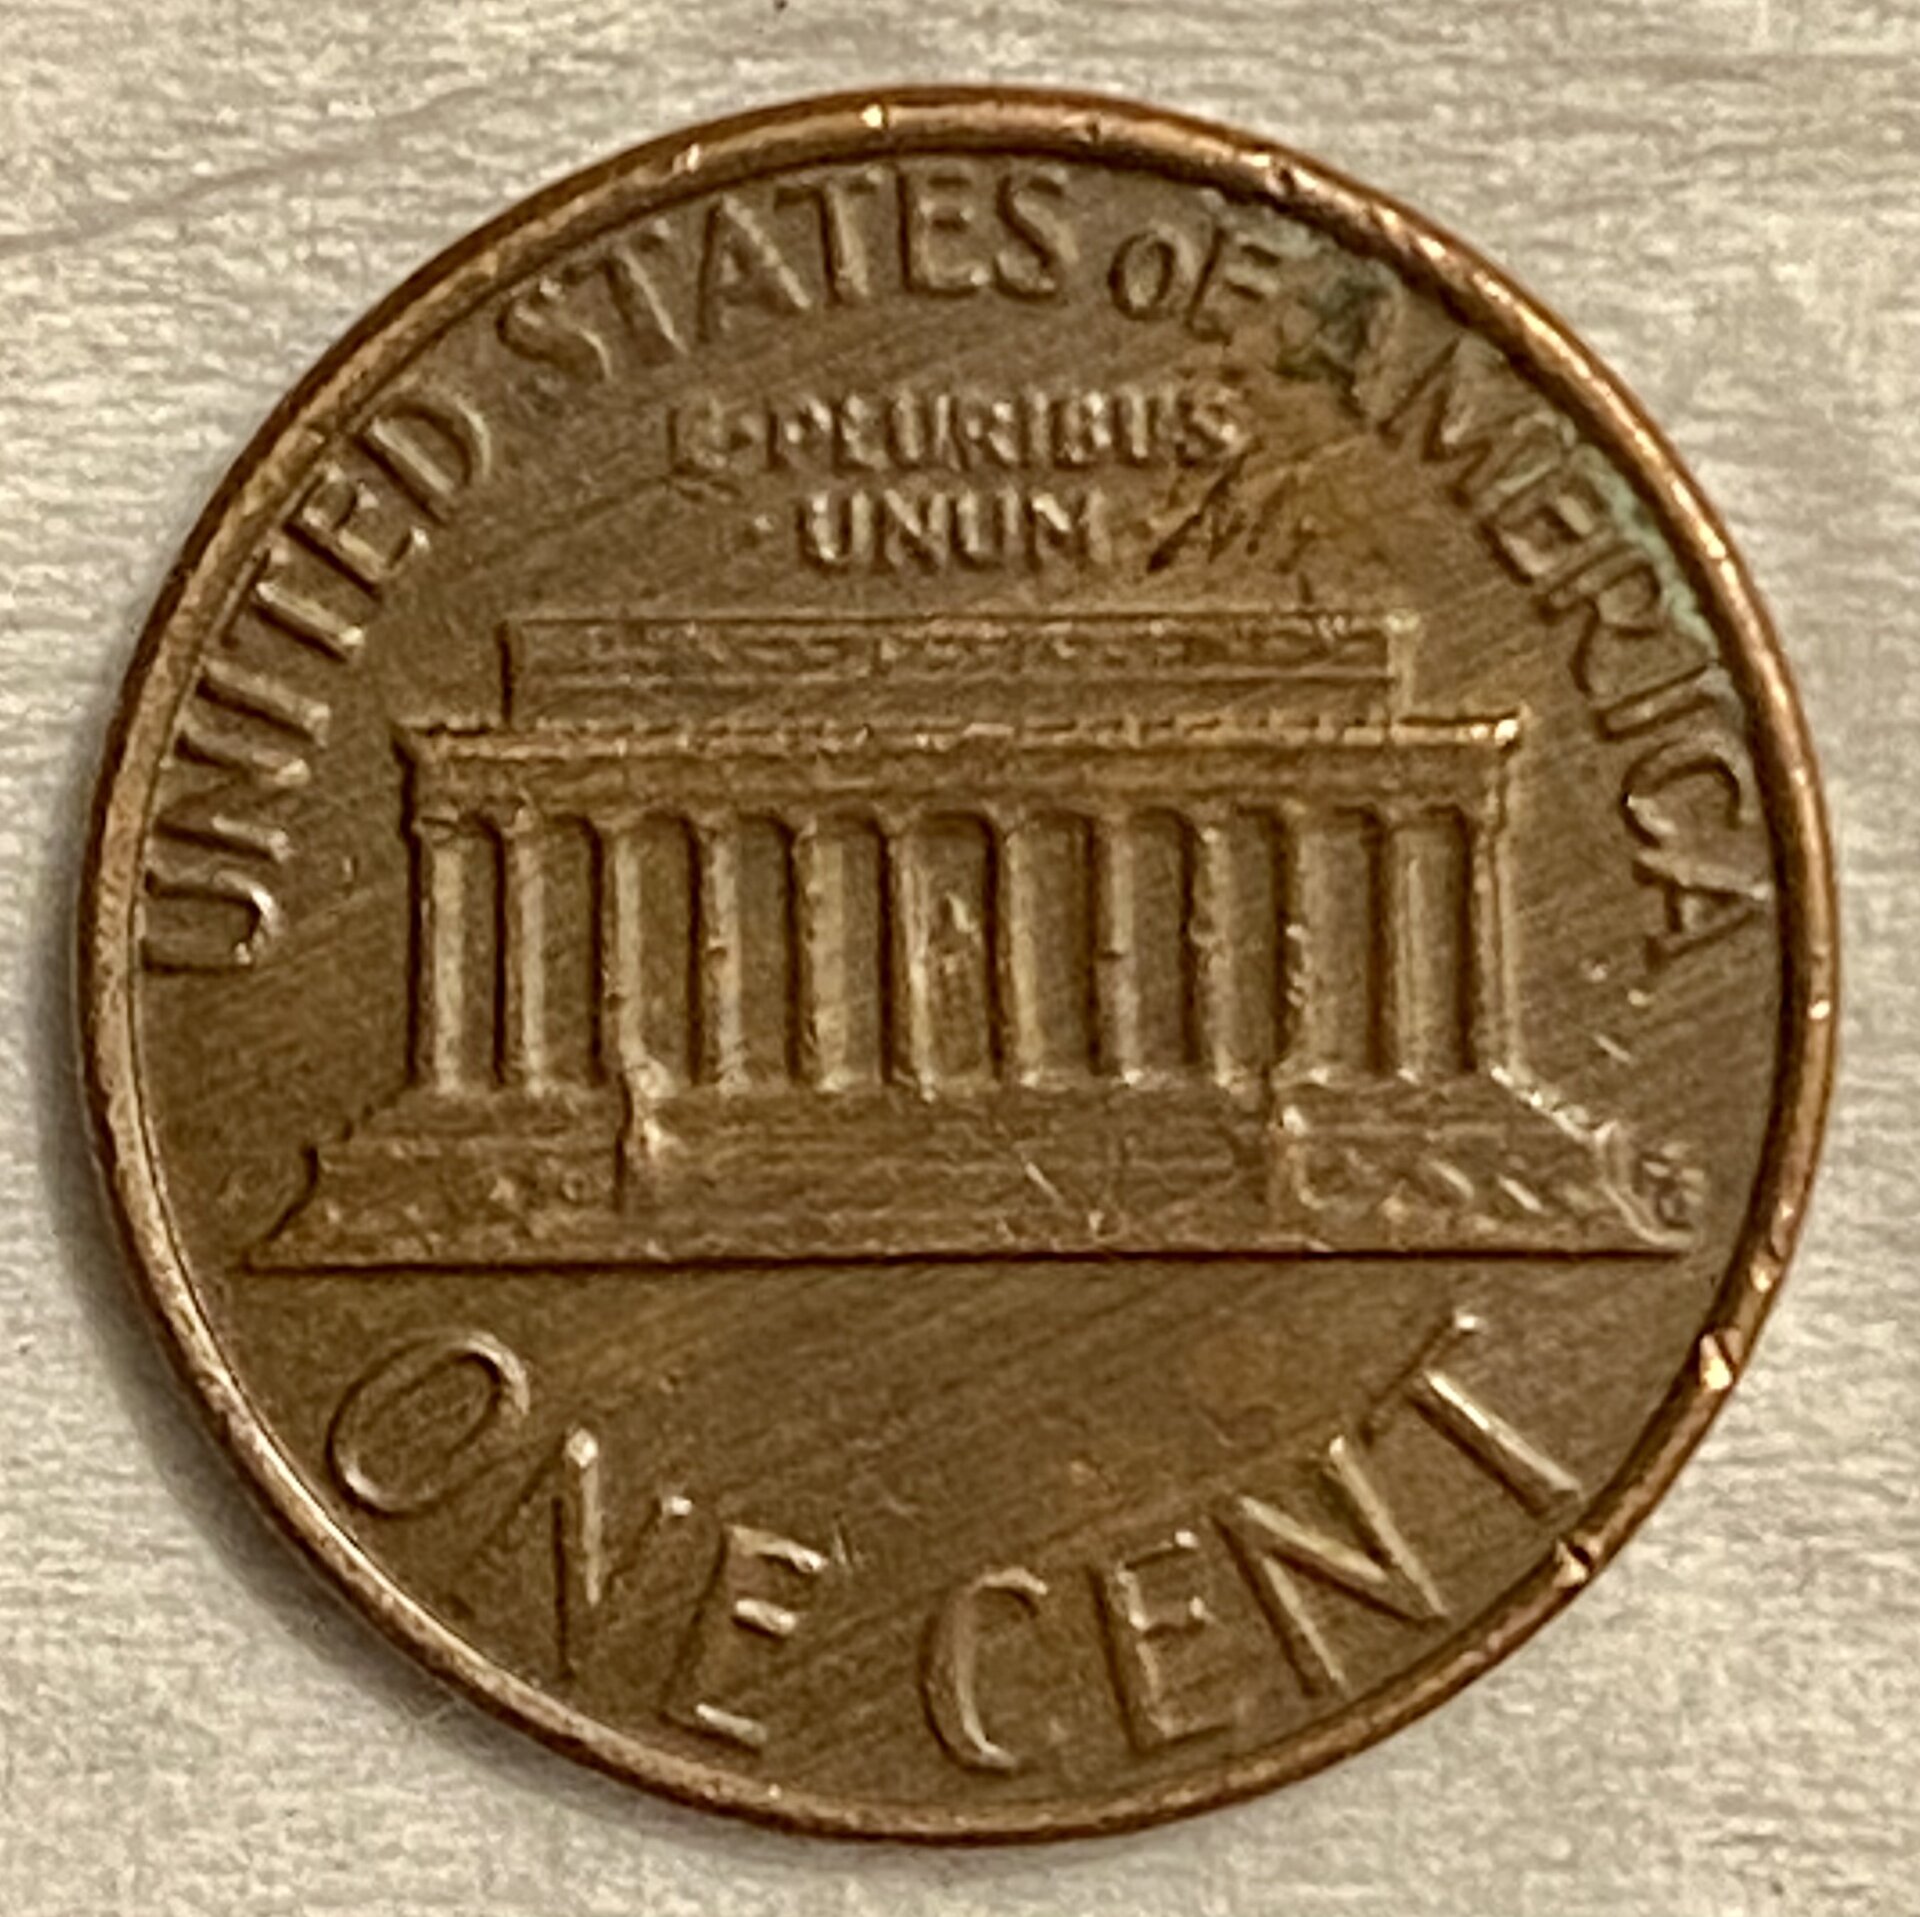 UNITED STATES OF AMERICA
E·PLURIBUS
·UNUM·
ONE CENT